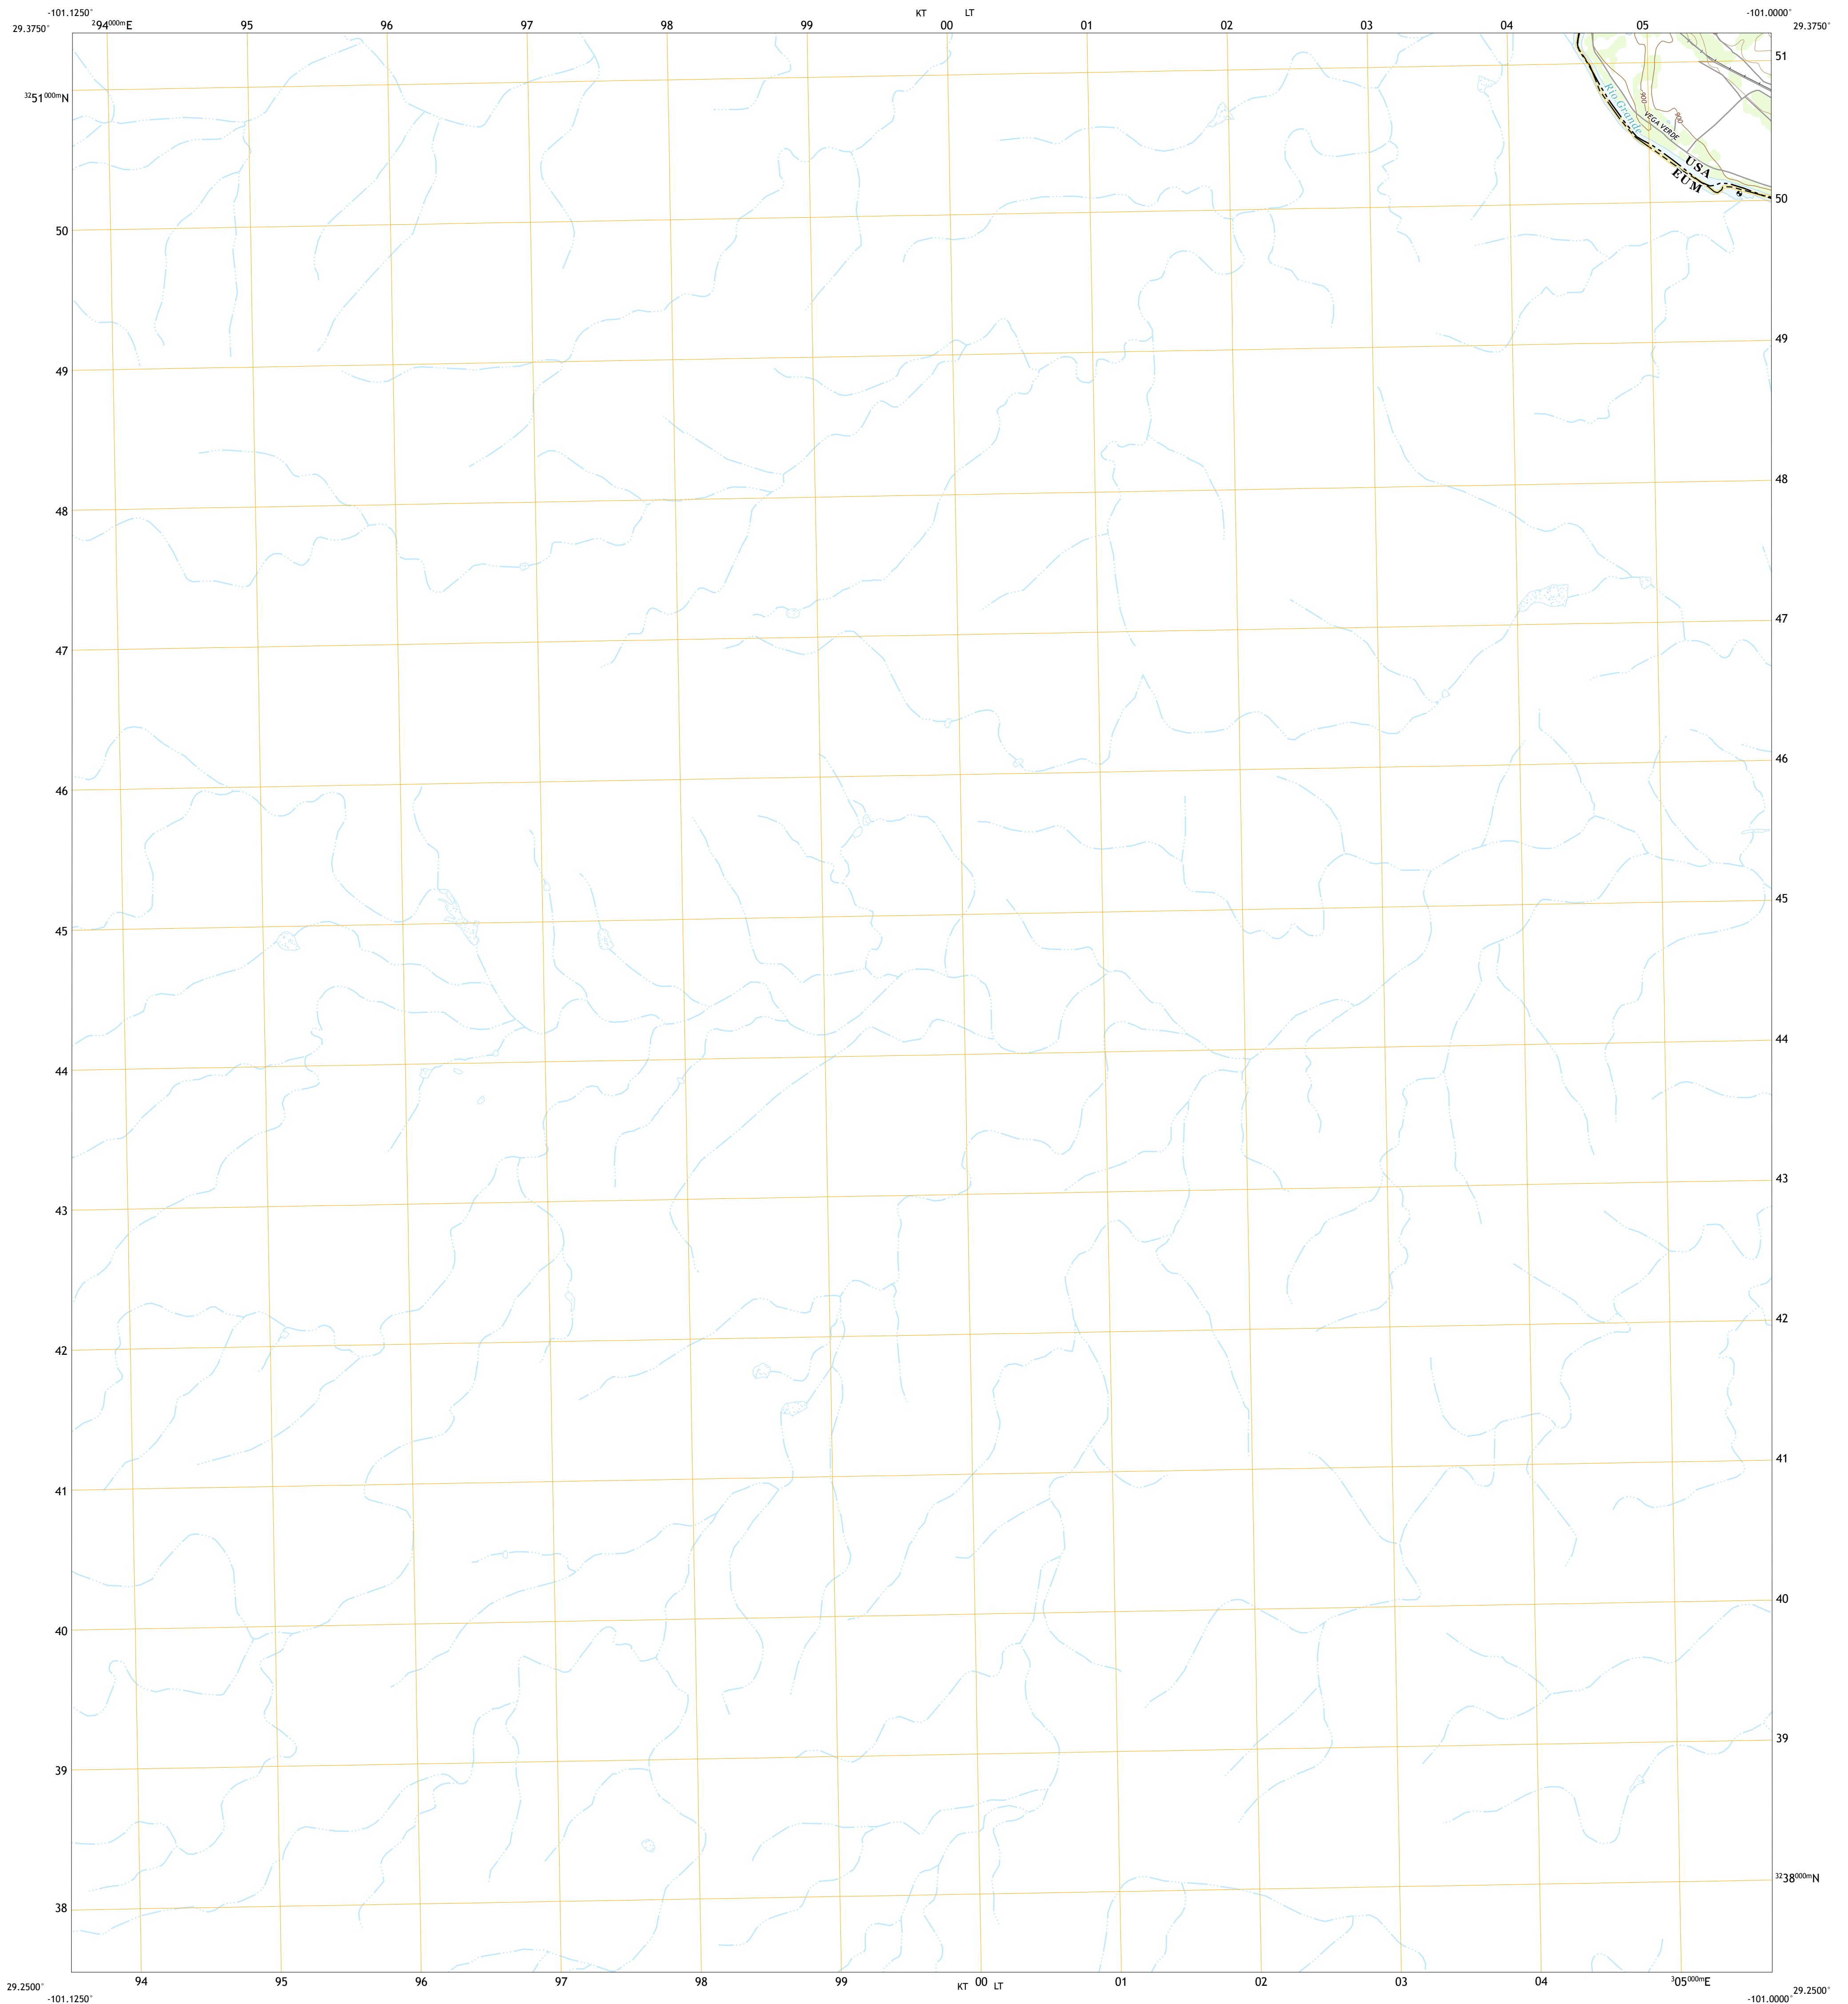 -101.1250° KT LT -101.0000°
29.3750° 294000mE 95 96 97 98 99 00 01 02 03 04 05 29.3750°
51
3251000mN
900
Rio Grande
900
VEGA VERDE
USA
EUM
50
50
49
49
48
48
47
47
46
46
45
45
44
44
43
43
42
42
41
41
40
40
39
39
3238000mN
38
94 95 96 97 98 99 00 01 02 03 04 305000mE
29.2500° KT LT 29.2500°
-101.1250° -101.0000°